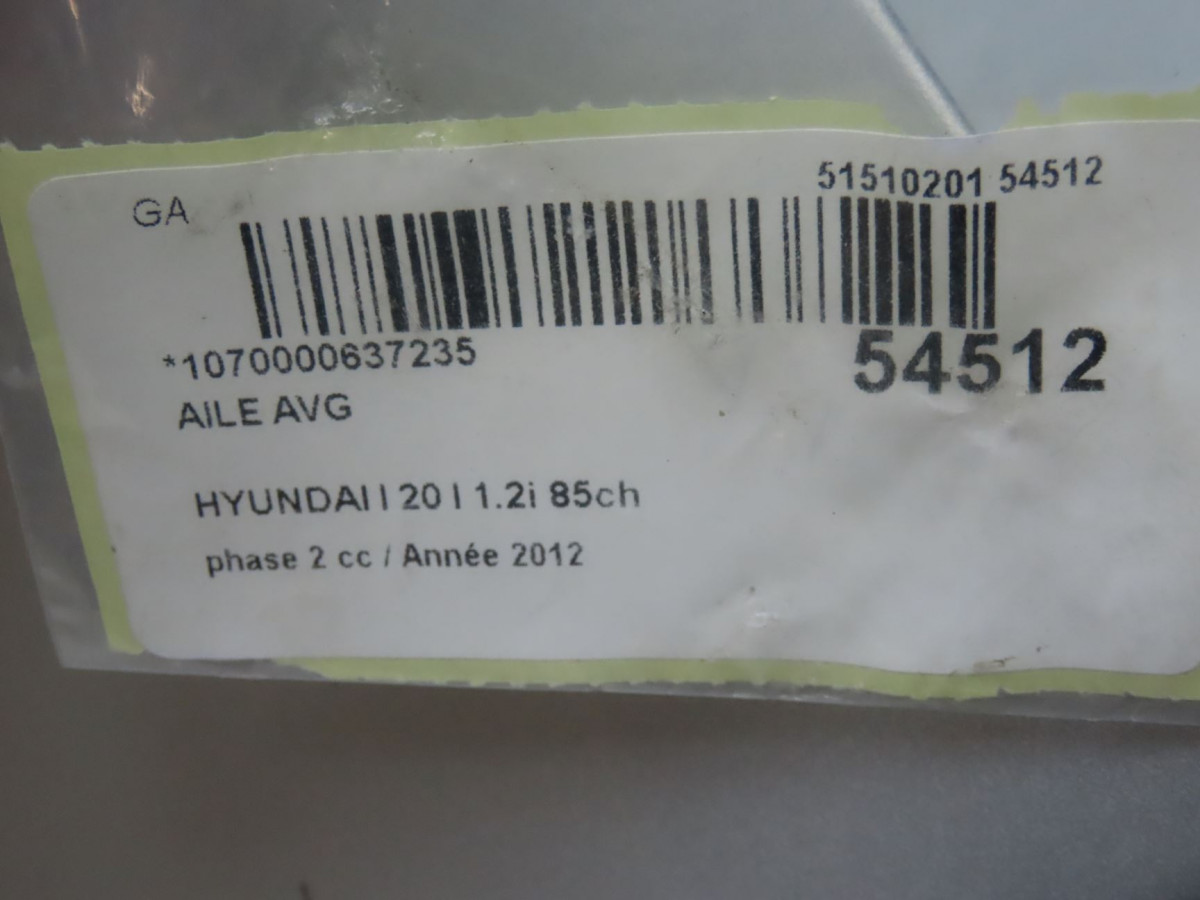 GA
51510201 54512
*1070000637235
54512
AILE AVG
HYUNDAI I 20 I 1.2i 85ch
phase 2 cc / Année 2012